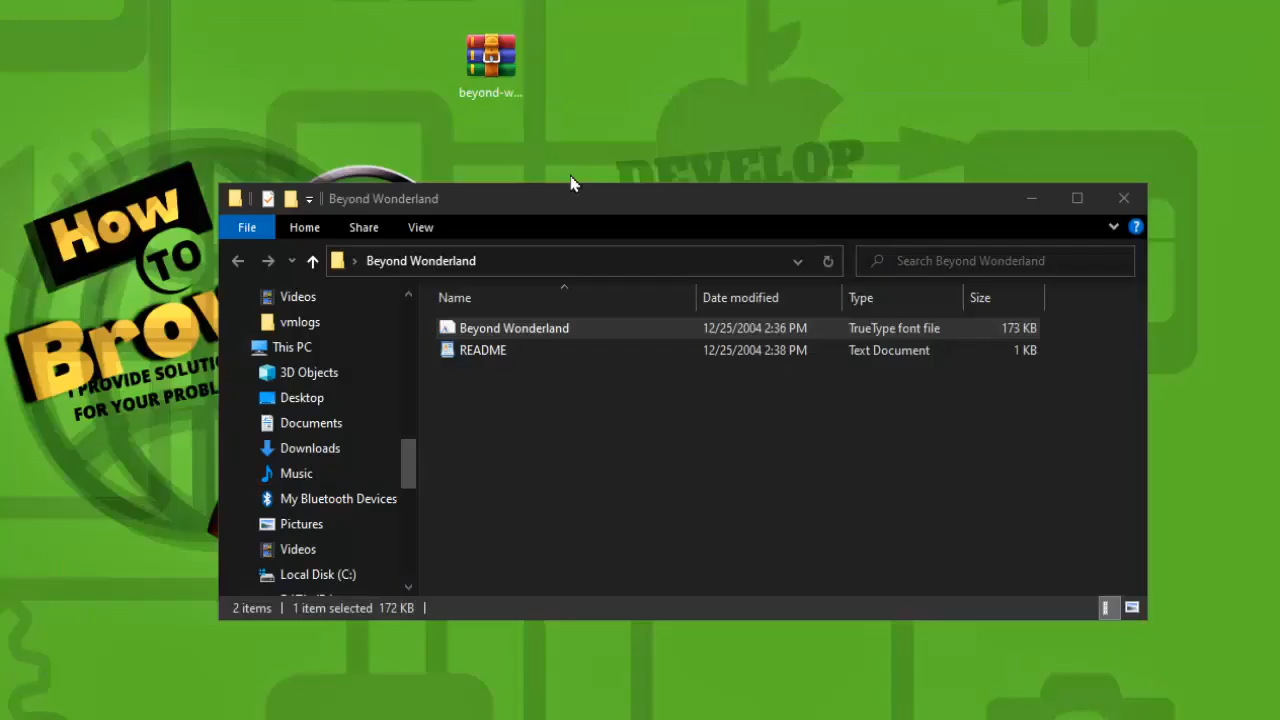 beyond-w...
DEVELOP
How
TO
Brow
I PROVIDE SOLUTI
FOR YOUR PROBL
Beyond Wonderland
File Home Share View
Beyond Wonderland
Search Beyond Wonderland
Name Date modified Type Size
Beyond Wonderland 12/25/2004 2:36 PM TrueType font file 173 KB
README 12/25/2004 2:38 PM Text Document 1 KB
Videos
vmlogs
This PC
3D Objects
Desktop
Documents
Downloads
Music
My Bluetooth Devices
Pictures
Videos
Local Disk (C:)
2 items 1 item selected 172 KB